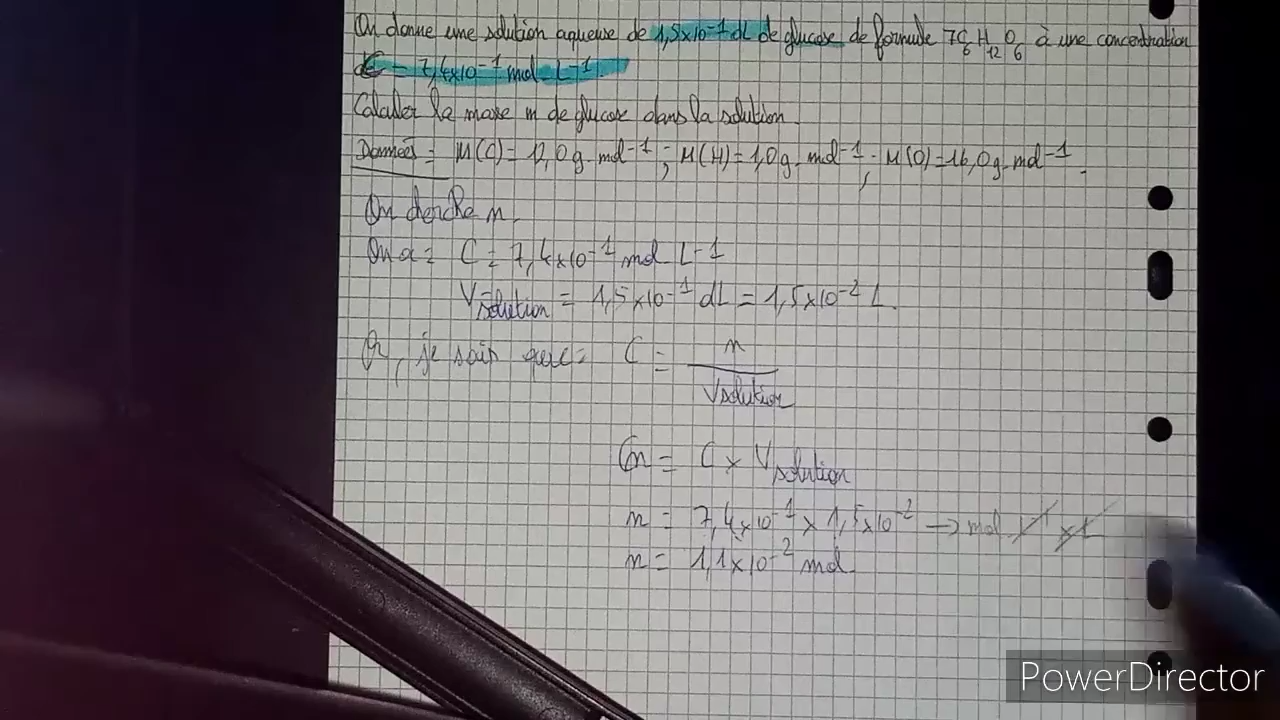 On donne une solution aqueuse de 1,5x10⁻¹ dL de glucose de formule C₆H₁₂O₆ à une concentration
de C = 7,4x10⁻¹ mol. L⁻¹.
Calculer la masse m de glucose dans la solution.
Données : M(C) = 12,0 g. mol⁻¹ ; M(H) = 1,0 g. mol⁻¹ ; M(O) = 16,0 g. mol⁻¹.
On cherche m.
On a : C = 7,4x10⁻¹ mol. L⁻¹
Vsolution = 1,5x10⁻¹ dL = 1,5x10⁻² L.
Or, je sais que : C = n / Vsolution
n = C x Vsolution
n = 7,4x10⁻¹ x 1,5x10⁻² → mol. L⁻¹ x L
n = 1,1x10⁻² mol
PowerDirector